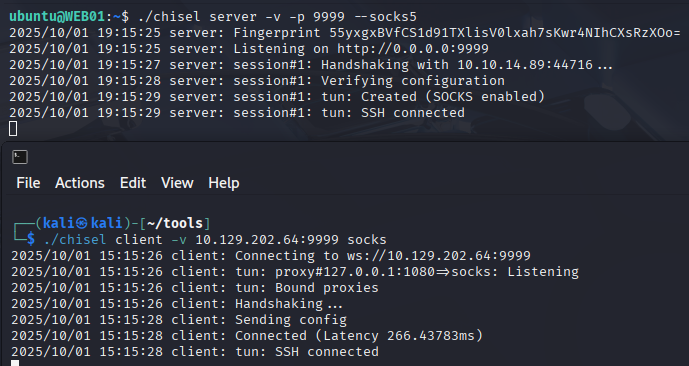 ubuntu@WEB01:~$ ./chisel server -v -p 9999 --socks5
2025/10/01 19:15:25 server: Fingerprint 55yxgxBVfCS1d91TXlisV0lxah7sKwr4NIhCXsRzXOo=
2025/10/01 19:15:25 server: Listening on http://0.0.0.0:9999
2025/10/01 19:15:27 server: session#1: Handshaking with 10.10.14.89:44716...
2025/10/01 19:15:28 server: session#1: Verifying configuration
2025/10/01 19:15:29 server: session#1: tun: Created (SOCKS enabled)
2025/10/01 19:15:29 server: session#1: tun: SSH connected
File Actions Edit View Help
┌──(kali㉿kali)-[~/tools]
└─$ ./chisel client -v 10.129.202.64:9999 socks
2025/10/01 15:15:26 client: Connecting to ws://10.129.202.64:9999
2025/10/01 15:15:26 client: tun: proxy#127.0.0.1:1080=>socks: Listening
2025/10/01 15:15:26 client: tun: Bound proxies
2025/10/01 15:15:26 client: Handshaking...
2025/10/01 15:15:28 client: Sending config
2025/10/01 15:15:28 client: Connected (Latency 266.43783ms)
2025/10/01 15:15:28 client: tun: SSH connected